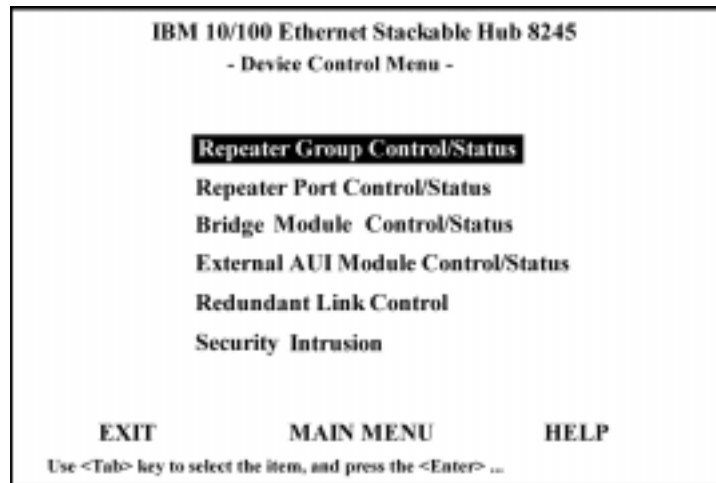 IBM 10/100 Ethernet Stackable Hub 8245
- Device Control Menu -
Repeater Group Control/Status
Repeater Port Control/Status
Bridge Module Control/Status
External AUI Module Control/Status
Redundant Link Control
Security Intrusion
EXIT MAIN MENU HELP
Use <Tab> key to select the item, and press the <Enter> ...